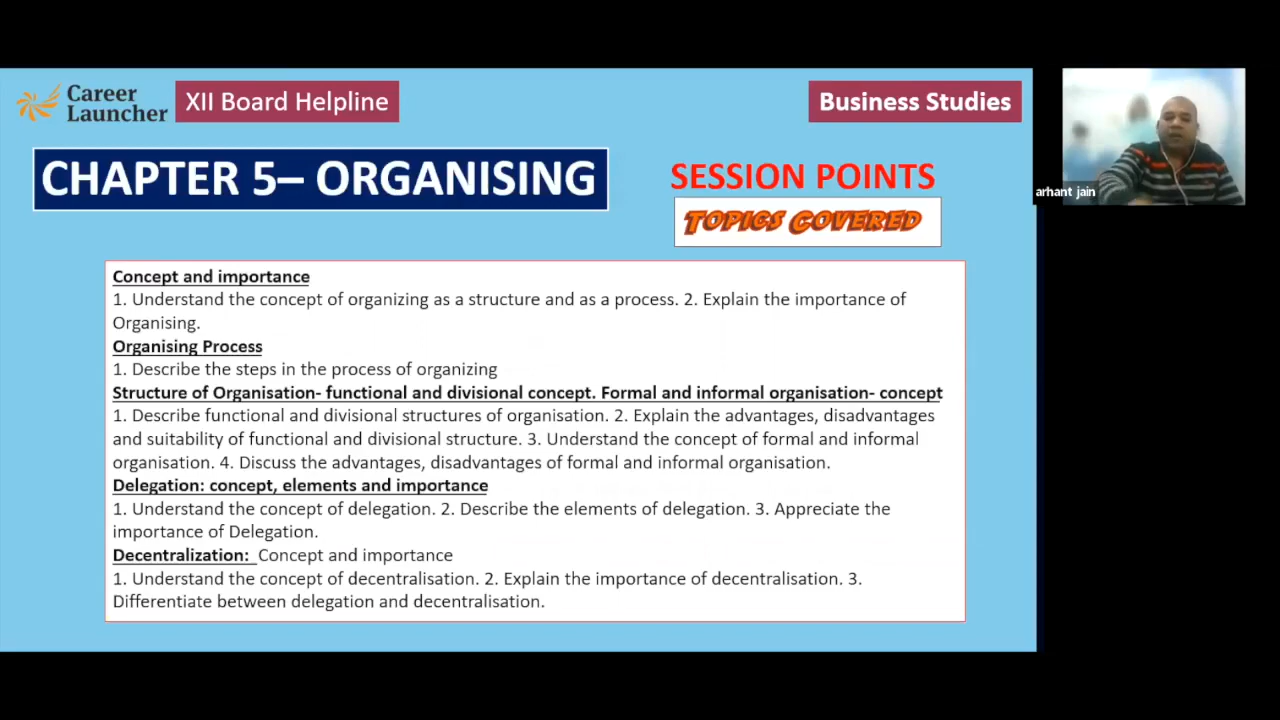 Career
Launcher
XII Board Helpline
Business Studies
CHAPTER 5– ORGANISING
SESSION POINTS
TOPICS COVERED
arhant jain
Concept and importance
1. Understand the concept of organizing as a structure and as a process. 2. Explain the importance of
Organising.
Organising Process
1. Describe the steps in the process of organizing
Structure of Organisation- functional and divisional concept. Formal and informal organisation- concept
1. Describe functional and divisional structures of organisation. 2. Explain the advantages, disadvantages
and suitability of functional and divisional structure. 3. Understand the concept of formal and informal
organisation. 4. Discuss the advantages, disadvantages of formal and informal organisation.
Delegation: concept, elements and importance
1. Understand the concept of delegation. 2. Describe the elements of delegation. 3. Appreciate the
importance of Delegation.
Decentralization: Concept and importance
1. Understand the concept of decentralisation. 2. Explain the importance of decentralisation. 3.
Differentiate between delegation and decentralisation.